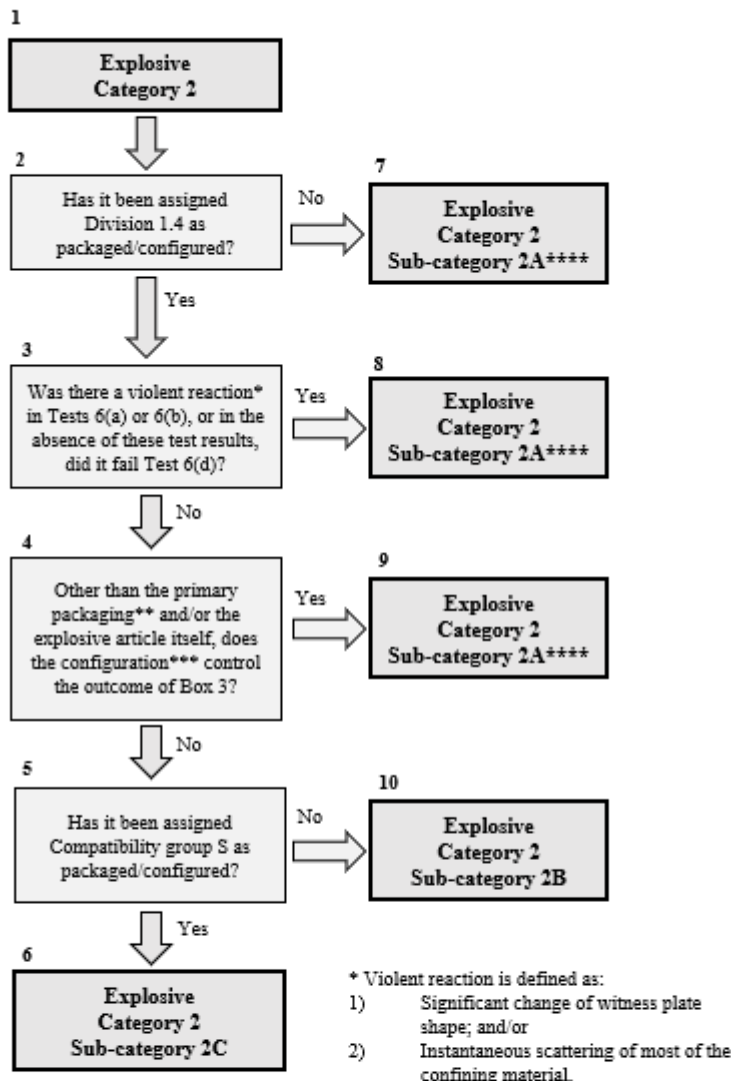 1
Explosive
Category 2
2
Has it been assigned
Division 1.4 as
packaged/configured?
No
7
Explosive
Category 2
Sub-category 2A****
Yes
3
Was there a violent reaction*
in Tests 6(a) or 6(b), or in the
absence of these test results,
did it fail Test 6(d)?
Yes
8
Explosive
Category 2
Sub-category 2A****
No
4
Other than the primary
packaging** and/or the
explosive article itself, does
the configuration*** control
the outcome of Box 3?
Yes
9
Explosive
Category 2
Sub-category 2A****
No
5
Has it been assigned
Compatibility group S as
packaged/configured?
No
10
Explosive
Category 2
Sub-category 2B
Yes
6
Explosive
Category 2
Sub-category 2C
* Violent reaction is defined as:
1) Significant change of witness plate
shape; and/or
2) Instantaneous scattering of most of the
confining material.